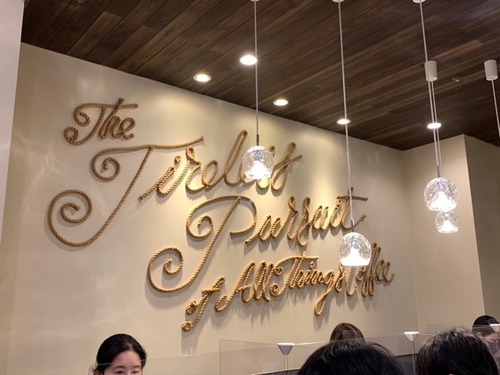 The
Tireless
Pursuit
of All Things Coffee